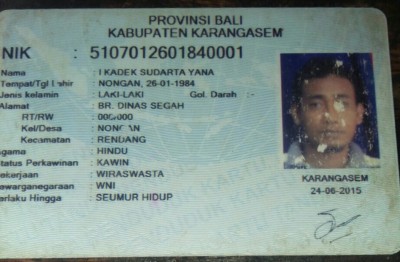 PROVINSI BALI
KABUPATEN KARANGASEM
NIK : 5107012601840001
Nama : I KADEK SUDARTA YANA
Tempat/Tgl Lahir : NONGAN, 26-01-1984
Jenis kelamin : LAKI-LAKI Gol. Darah : -
Alamat : BR. DINAS SEGAH
RT/RW : 000/000
Kel/Desa : NONGAN
Kecamatan : RENDANG
Agama : HINDU
Status Perkawinan : KAWIN
Pekerjaan : WIRASWASTA
Kewarganegaraan : WNI
Berlaku Hingga : SEUMUR HIDUP
KARANGASEM
24-06-2015